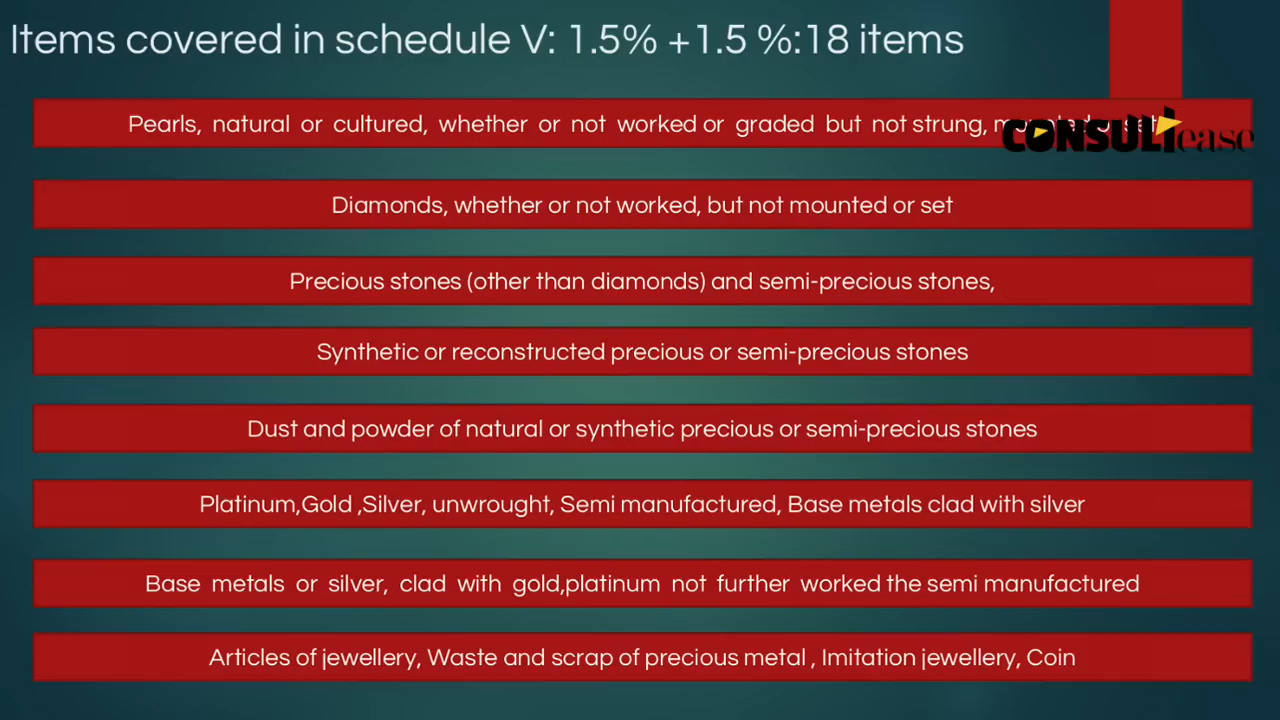 Items covered in schedule V: 1.5% +1.5 %:18 items
Pearls, natural or cultured, whether or not worked or graded but not strung, mounted or set
CONSULTease
Diamonds, whether or not worked, but not mounted or set
Precious stones (other than diamonds) and semi-precious stones,
Synthetic or reconstructed precious or semi-precious stones
Dust and powder of natural or synthetic precious or semi-precious stones
Platinum,Gold ,Silver, unwrought, Semi manufactured, Base metals clad with silver
Base metals or silver, clad with gold,platinum not further worked the semi manufactured
Articles of jewellery, Waste and scrap of precious metal , Imitation jewellery, Coin